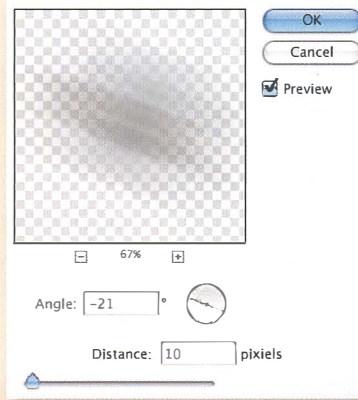 OK
Cancel
Preview
67%
Angle: -21 °
Distance: 10 pixiels